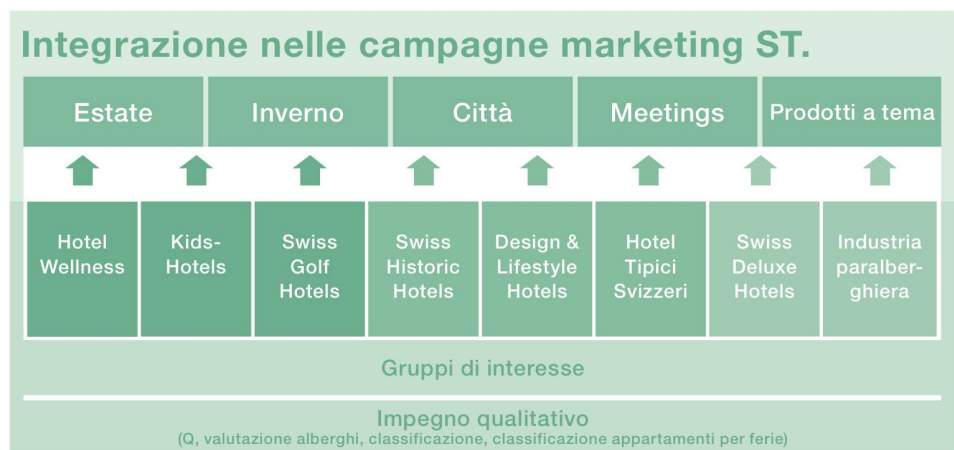 Integrazione nelle campagne marketing ST.
Estate
Inverno
Città
Meetings
Prodotti a tema
Hotel
Wellness
Kids-
Hotels
Swiss
Golf
Hotels
Swiss
Historic
Hotels
Design &
Lifestyle
Hotels
Hotel
Tipici
Svizzeri
Swiss
Deluxe
Hotels
Industria
paralber-
ghiera
Gruppi di interesse
Impegno qualitativo
(Q, valutazione alberghi, classificazione, classificazione appartamenti per ferie)